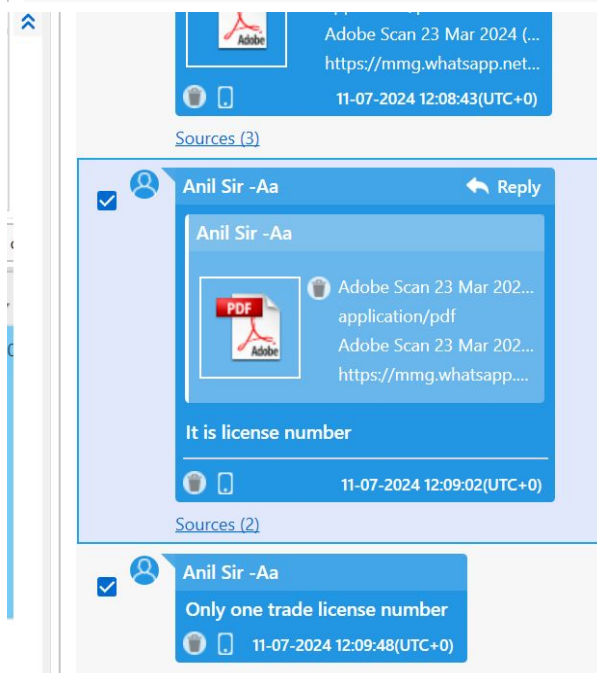 Adobe
Adobe Scan 23 Mar 2024 (...
https://mmg.whatsapp.net...
11-07-2024 12:08:43(UTC+0)
Sources (3)
Anil Sir -Aa
Reply
Anil Sir -Aa
PDF
Adobe
Adobe Scan 23 Mar 202...
application/pdf
Adobe Scan 23 Mar 202...
https://mmg.whatsapp....
It is license number
11-07-2024 12:09:02(UTC+0)
Sources (2)
Anil Sir -Aa
Only one trade license number
11-07-2024 12:09:48(UTC+0)